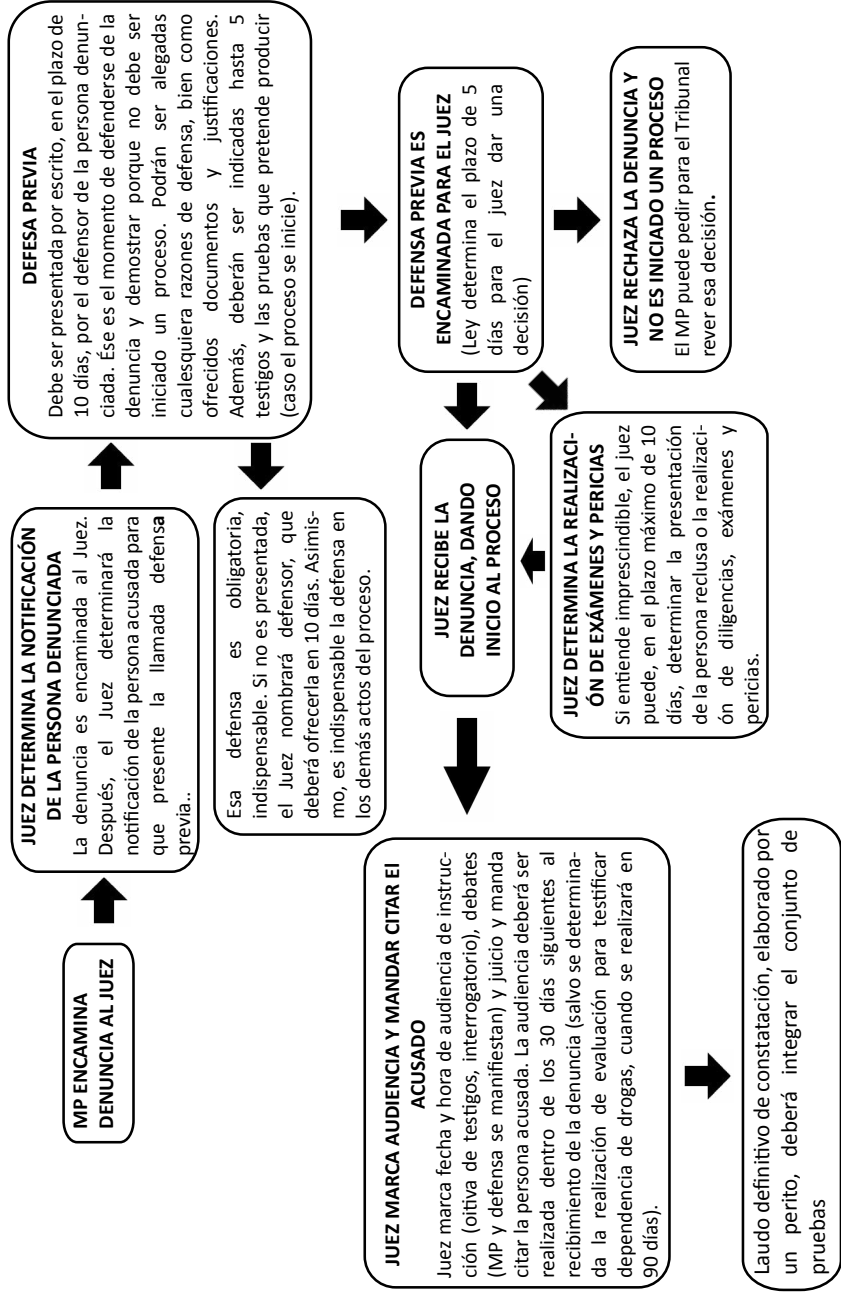 MP ENCAMINA
DENUNCIA AL JUEZ
JUEZ DETERMINA LA NOTIFICACIÓN
DE LA PERSONA DENUNCIADA
La denuncia es encaminada al Juez.
Después, el Juez determinará la
notificación de la persona acusada para
que presente la llamada defensa
previa..
DEFESA PREVIA
Debe ser presentada por escrito, en el plazo de
10 días, por el defensor de la persona denun-
ciada. Ése es el momento de defenderse de la
denuncia y demostrar porque no debe ser
iniciado un proceso. Podrán ser alegadas
cualesquiera razones de defensa, bien como
ofrecidos documentos y justificaciones.
Además, deberán ser indicadas hasta 5
testigos y las pruebas que pretende producir
(caso el proceso se inicie).
Esa defensa es obligatoria,
indispensable. Si no es presentada,
el Juez nombrará defensor, que
deberá ofrecerla en 10 días. Asimis-
mo, es indispensable la defensa en
los demás actos del proceso.
DEFENSA PREVIA ES
ENCAMINADA PARA EL JUEZ
(Ley determina el plazo de 5
días para el juez dar una
decisión)
JUEZ RECIBE LA
DENUNCIA, DANDO
INICIO AL PROCESO
JUEZ MARCA AUDIENCIA Y MANDAR CITAR El
ACUSADO
Juez marca fecha y hora de audiencia de instruc-
ción (oitiva de testigos, interrogatorio), debates
(MP y defensa se manifiestan) y juicio y manda
citar la persona acusada. La audiencia deberá ser
realizada dentro de los 30 días siguientes al
recibimiento de la denuncia (salvo se determina-
da la realización de evaluación para testificar
dependencia de drogas, cuando se realizará en
90 días).
JUEZ DETERMINA LA REALIZACI-
ÓN DE EXÁMENES Y PERICIAS
Si entiende imprescindible, el juez
puede, en el plazo máximo de 10
días, determinar la presentación
de la persona reclusa o la realizaci-
ón de diligencias, exámenes y
pericias.
JUEZ RECHAZA LA DENUNCIA Y
NO ES INICIADO UN PROCESO
El MP puede pedir para el Tribunal
rever esa decisión.
Laudo definitivo de constatación, elaborado por
un perito, deberá integrar el conjunto de
pruebas